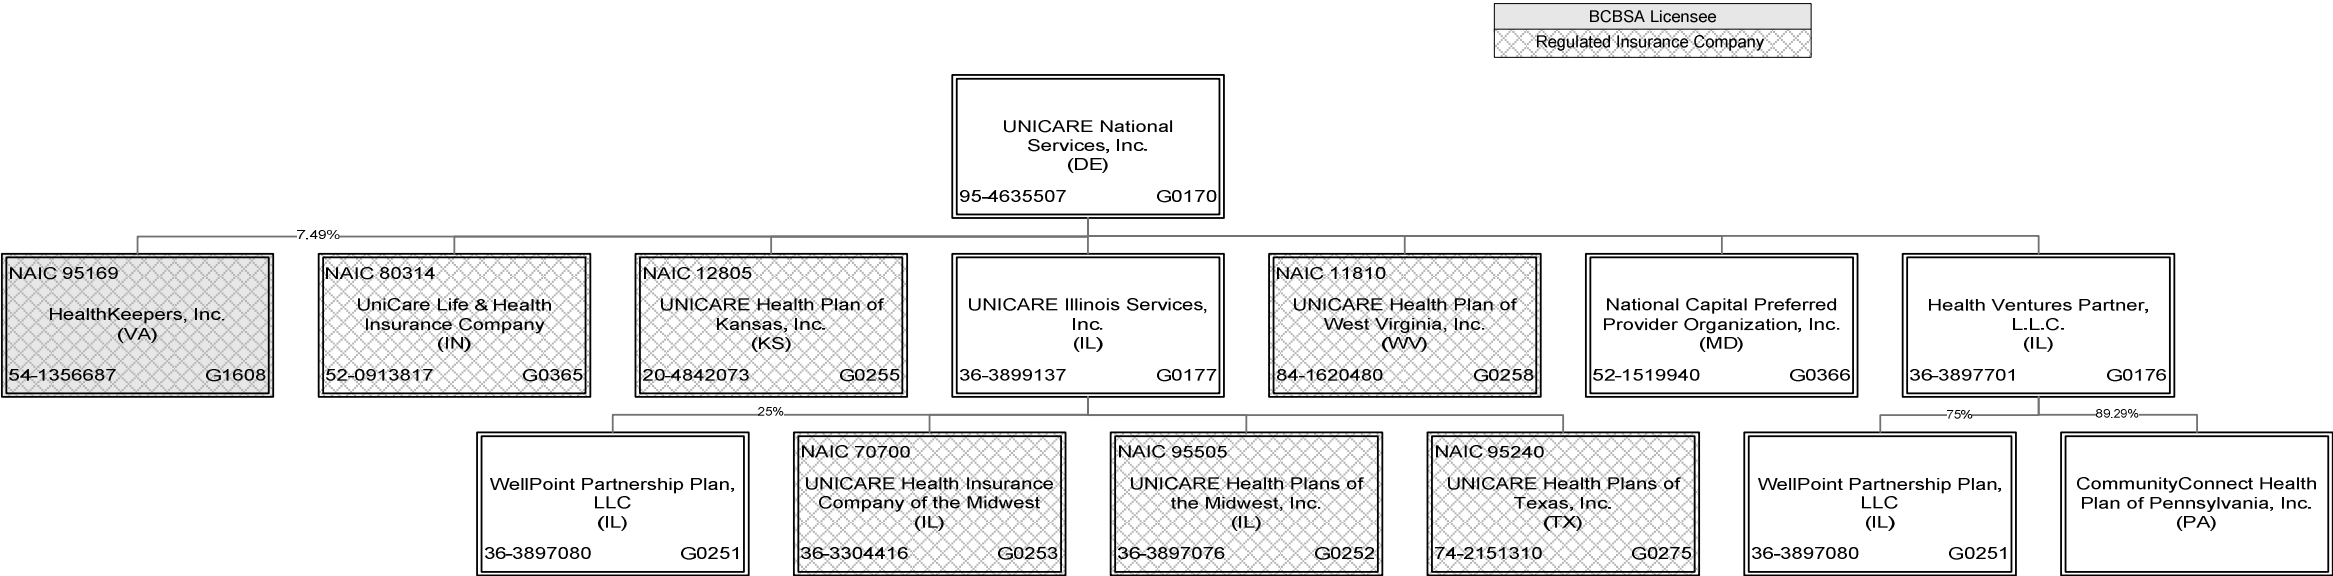 BCBSA Licensee
Regulated Insurance Company
UNICARE National
Services, Inc.
(DE)
95-4635507 G0170
7.49%
NAIC 95169
HealthKeepers, Inc.
(VA)
54-1356687 G1608
NAIC 80314
UniCare Life & Health
Insurance Company
(IN)
52-0913817 G0365
NAIC 12805
UNICARE Health Plan of
Kansas, Inc.
(KS)
20-4842073 G0255
UNICARE Illinois Services,
Inc.
(IL)
36-3899137 G0177
NAIC 11810
UNICARE Health Plan of
West Virginia, Inc.
(WV)
84-1620480 G0258
National Capital Preferred
Provider Organization, Inc.
(MD)
52-1519940 G0366
Health Ventures Partner,
L.L.C.
(IL)
36-3897701 G0176
25%
75%
89.29%
WellPoint Partnership Plan,
LLC
(IL)
36-3897080 G0251
NAIC 70700
UNICARE Health Insurance
Company of the Midwest
(IL)
36-3304416 G0253
NAIC 95505
UNICARE Health Plans of
the Midwest, Inc.
(IL)
36-3897076 G0252
NAIC 95240
UNICARE Health Plans of
Texas, Inc.
(TX)
74-2151310 G0275
WellPoint Partnership Plan,
LLC
(IL)
36-3897080 G0251
CommunityConnect Health
Plan of Pennsylvania, Inc.
(PA)